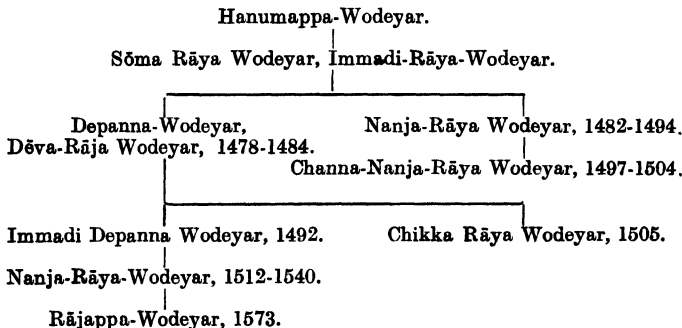 Hanumappa-Wodeyar.
Sōma Rāya Wodeyar, Immadi-Rāya-Wodeyar.
Depanna-Wodeyar,
Dēva-Rāja Wodeyar, 1478-1484.
Nanja-Rāya Wodeyar, 1482-1494.
Channa-Nanja-Rāya Wodeyar, 1497-1504.
Immadi Depanna Wodeyar, 1492.
Chikka Rāya Wodeyar, 1505.
Nanja-Rāya-Wodeyar, 1512-1540.
Rājappa-Wodeyar, 1573.